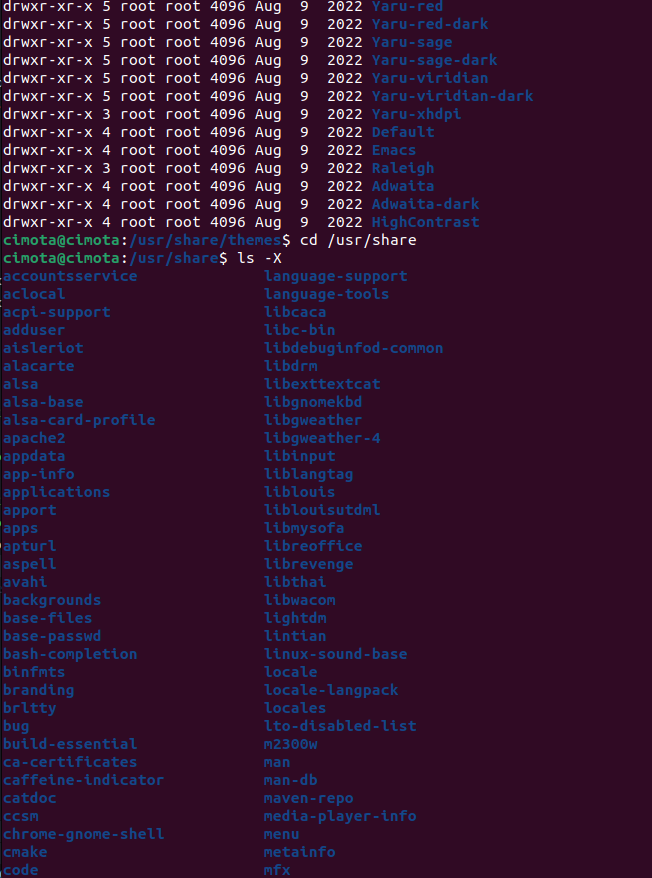 drwxr-xr-x 5 root root 4096 Aug  9  2022 Yaru-red
drwxr-xr-x 5 root root 4096 Aug  9  2022 Yaru-red-dark
drwxr-xr-x 5 root root 4096 Aug  9  2022 Yaru-sage
drwxr-xr-x 5 root root 4096 Aug  9  2022 Yaru-sage-dark
drwxr-xr-x 5 root root 4096 Aug  9  2022 Yaru-viridian
drwxr-xr-x 5 root root 4096 Aug  9  2022 Yaru-viridian-dark
drwxr-xr-x 3 root root 4096 Aug  9  2022 Yaru-xhdpi
drwxr-xr-x 4 root root 4096 Aug  9  2022 Default
drwxr-xr-x 4 root root 4096 Aug  9  2022 Emacs
drwxr-xr-x 3 root root 4096 Aug  9  2022 Raleigh
drwxr-xr-x 4 root root 4096 Aug  9  2022 Adwaita
drwxr-xr-x 4 root root 4096 Aug  9  2022 Adwaita-dark
drwxr-xr-x 4 root root 4096 Aug  9  2022 HighContrast
cimota@cimota:/usr/share/themes$ cd /usr/share
cimota@cimota:/usr/share$ ls -X
accountsservice language-support
aclocal language-tools
acpi-support libcaca
adduser libc-bin
aisleriot libdebuginfod-common
alacarte libdrm
alsa libexttextcat
alsa-base libgnomekbd
alsa-card-profile libgweather
apache2 libgweather-4
appdata libinput
app-info liblangtag
applications liblouis
apport liblouisutdml
apps libmysofa
apturl libreoffice
aspell librevenge
avahi libthai
backgrounds libwacom
base-files lightdm
base-passwd lintian
bash-completion linux-sound-base
binfmts locale
branding locale-langpack
brltty locales
bug lto-disabled-list
build-essential m2300w
ca-certificates man
caffeine-indicator man-db
catdoc maven-repo
ccsm media-player-info
chrome-gnome-shell menu
cmake metainfo
code mfx